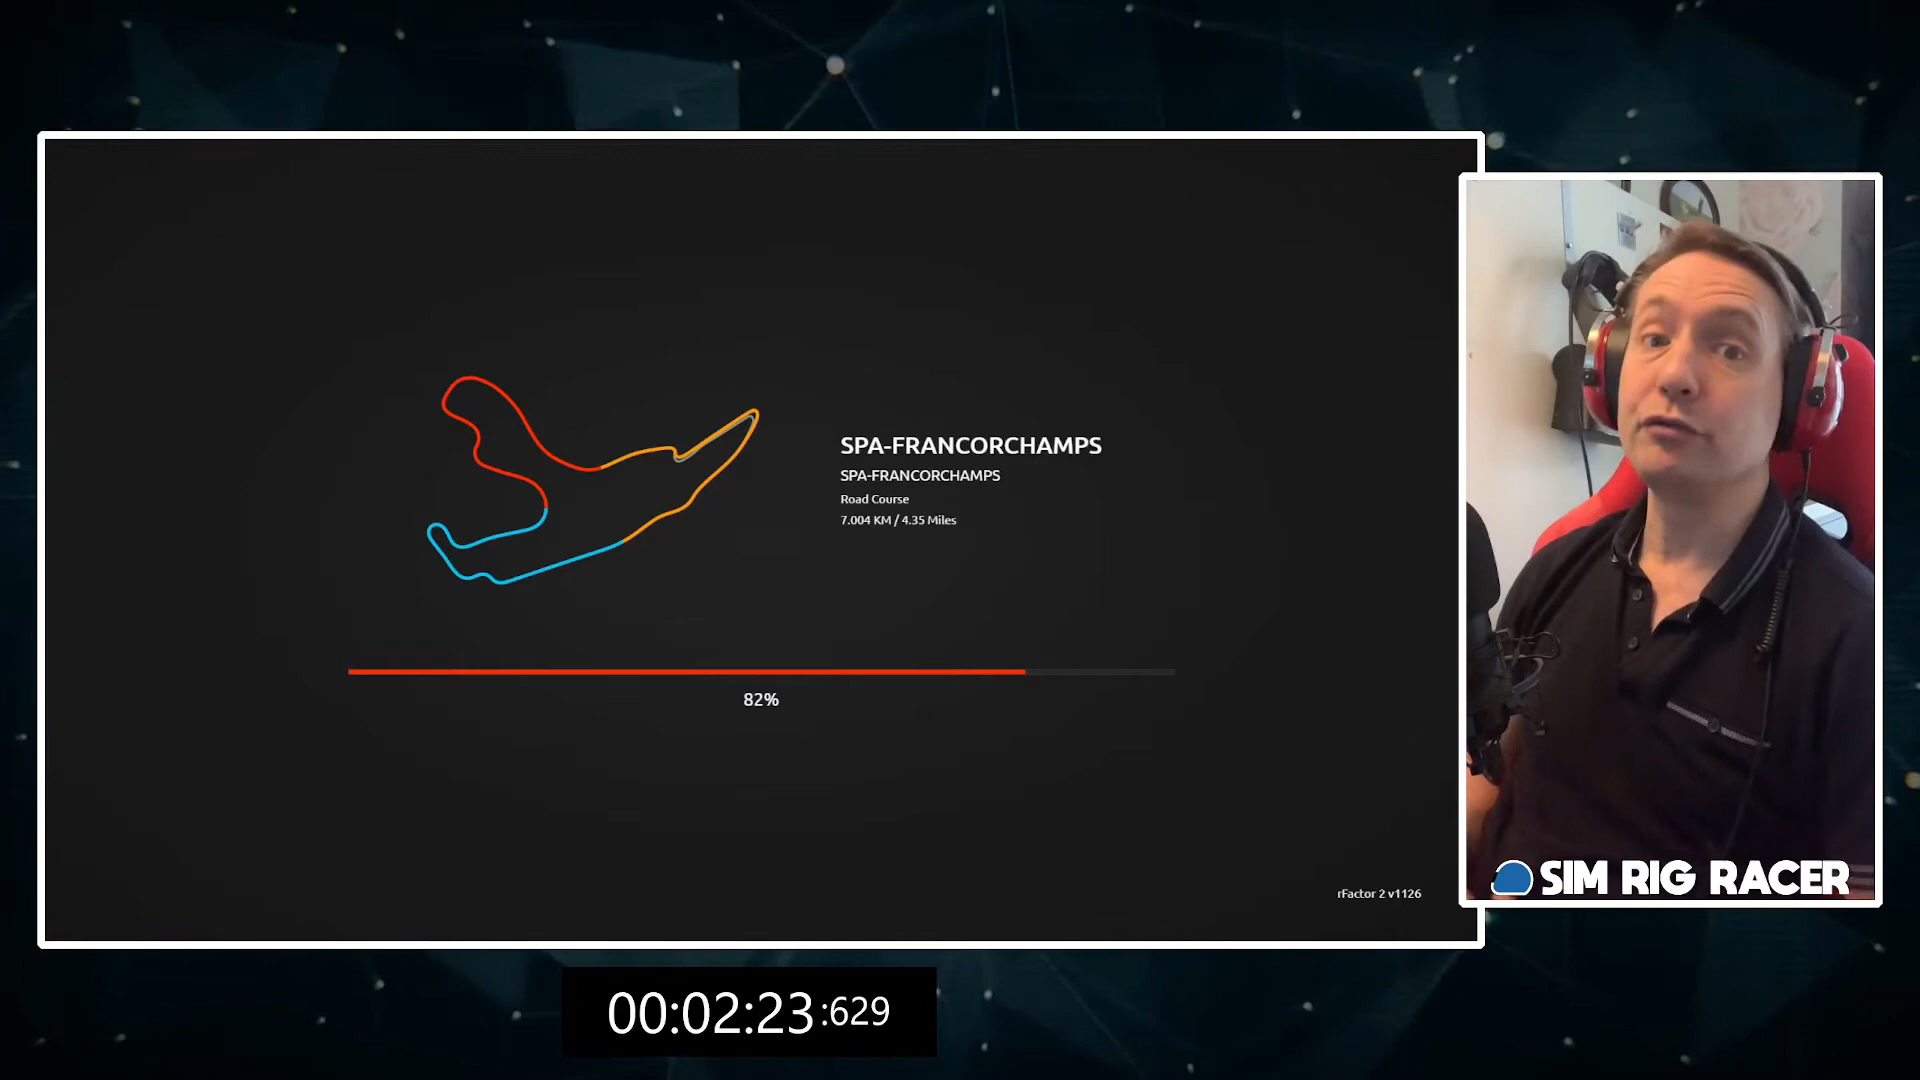 SPA-FRANCORCHAMPS
SPA-FRANCORCHAMPS
Road Course
7.004 KM / 4.35 Miles
82%
rFactor 2 v1126
SIM RIG RACER
00:02:23:629